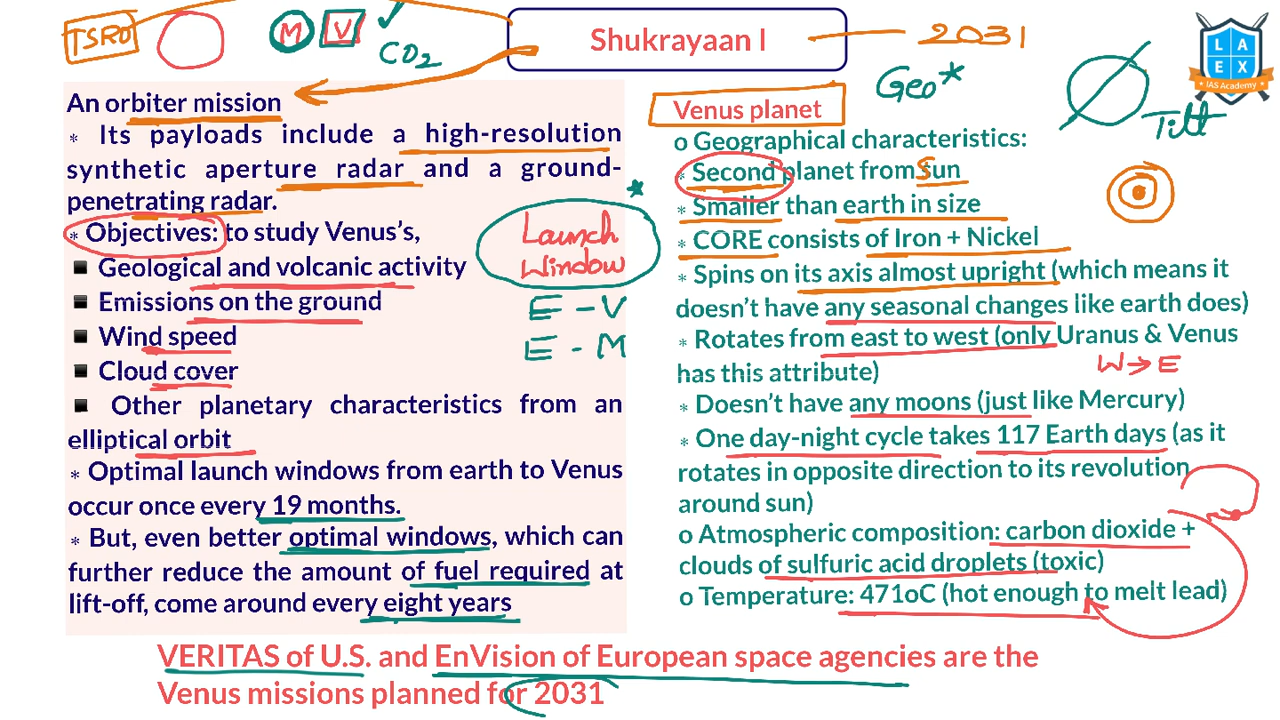 ISRO
M V
CO2
Shukrayaan I
2031
Geo*
LAEX
IAS Academy
Tilt
An orbiter mission
* Its payloads include a high-resolution
synthetic aperture radar and a ground-
penetrating radar.
* Objectives: to study Venus's,
▪ Geological and volcanic activity
▪ Emissions on the ground
▪ Wind speed
▪ Cloud cover
▪ Other planetary characteristics from an
elliptical orbit
* Optimal launch windows from earth to Venus
occur once every 19 months.
* But, even better optimal windows, which can
further reduce the amount of fuel required at
lift-off, come around every eight years
*
Launch
Window
E - V
E - M
Venus planet
o Geographical characteristics:
* Second planet from Sun
* Smaller than earth in size
* CORE consists of Iron + Nickel
* Spins on its axis almost upright (which means it
doesn't have any seasonal changes like earth does)
* Rotates from east to west (only Uranus & Venus
has this attribute)
W → E
* Doesn't have any moons (just like Mercury)
* One day-night cycle takes 117 Earth days (as it
rotates in opposite direction to its revolution
around sun)
o Atmospheric composition: carbon dioxide +
clouds of sulfuric acid droplets (toxic)
o Temperature: 471oC (hot enough to melt lead)
VERITAS of U.S. and EnVision of European space agencies are the
Venus missions planned for 2031